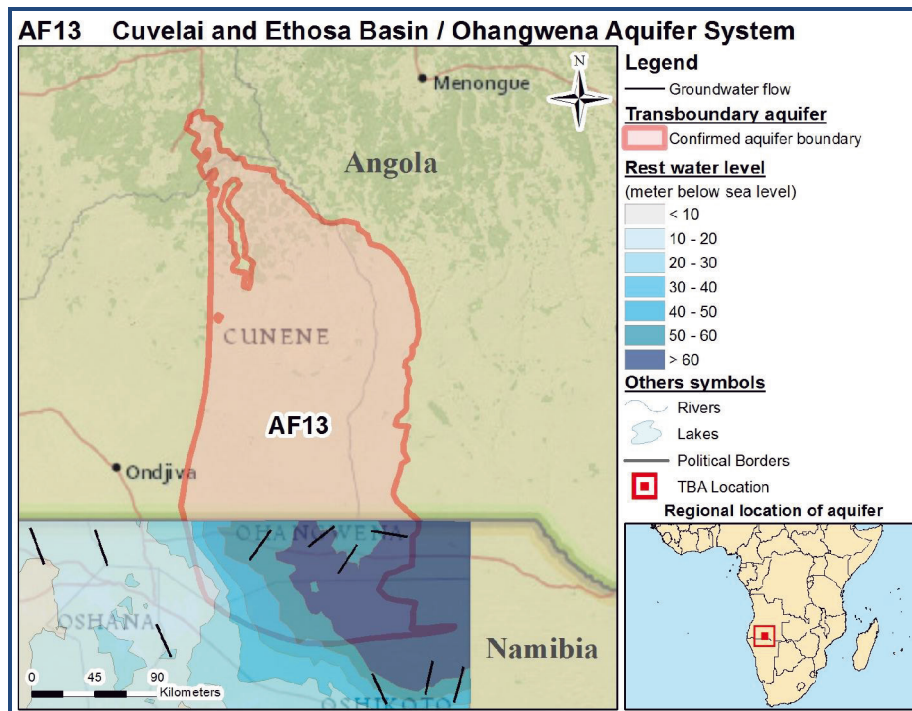 AF13 Cuvelai and Ethosa Basin / Ohangwena Aquifer System
Menongue
N
Angola
CUNENE
AF13
Ondjiva
OHANGWENA
OSHANA
Namibia
0 45 90
Kilometers
OSHIKOTO
Legend
Groundwater flow
Transboundary aquifer
Confirmed aquifer boundary
Rest water level
(meter below sea level)
< 10
10 - 20
20 - 30
30 - 40
40 - 50
50 - 60
> 60
Others symbols
Rivers
Lakes
Political Borders
TBA Location
Regional location of aquifer